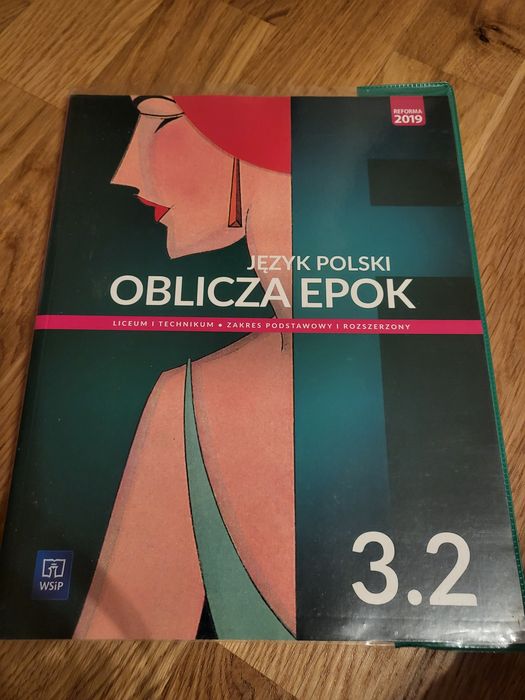 REFORMA
2019
JĘZYK POLSKI
OBLICZA EPOK
LICEUM I TECHNIKUM • ZAKRES PODSTAWOWY I ROZSZERZONY
3.2
WSiP